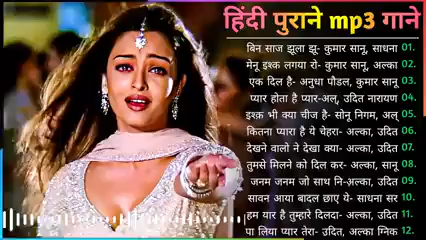 हिंदी पुराने mp3 गाने
बिन साज झूला झू- कुमार सानू, साधना 01.
मेनू इश्क लगया रो- कुमार सानू, अल्का 02.
एक दिल है- अनुधा पौडल, कुमार सानू 03.
प्यार होता है प्यार-अल्, उदित नारायण 04.
इश्क़ भी क्या चीज है- सोनू निगम, अल् 05.
कितना प्यारा है ये चेहरा- अल्का, उदित 06.
देखने वालो ने देखा क्या- अल्का, उदित 07.
तुमसे मिलने को दिल कर- अल्का, सानू 08.
जनम जनम जो साथ नि-अल्का, उदित 09.
सावन आया बादल छाए ये- साधना सर 10.
हम यार है तुम्हारे दिलदा- अल्का, उदित 11.
पा लिया प्यार तेरा- उदित, अल्का ग्निक 12.